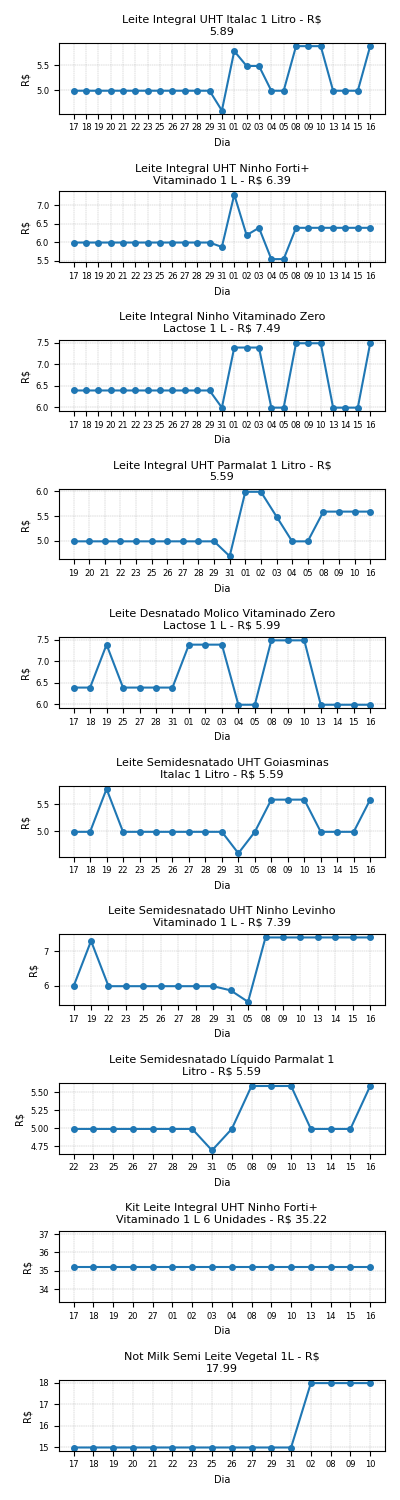 Leite Integral UHT Italac 1 Litro - R$
5.89
5.5
5.0
R$
17 18 19 20 21 22 23 25 26 27 28 29 31 01 02 03 04 05 08 09 10 13 14 15 16
Dia
Leite Integral UHT Ninho Forti+
Vitaminado 1 L - R$ 6.39
7.0
6.5
6.0
5.5
R$
17 18 19 20 21 22 23 25 26 27 28 29 31 01 02 03 04 05 08 09 10 13 14 15 16
Dia
Leite Integral Ninho Vitaminado Zero
Lactose 1 L - R$ 7.49
7.5
7.0
6.5
6.0
R$
17 18 19 20 21 22 23 25 26 27 28 29 31 01 02 03 04 05 08 09 10 13 14 15 16
Dia
Leite Integral UHT Parmalat 1 Litro - R$
5.59
6.0
5.5
5.0
R$
19 20 21 22 23 25 26 27 28 29 31 01 02 03 04 05 08 09 10 16
Dia
Leite Desnatado Molico Vitaminado Zero
Lactose 1 L - R$ 5.99
7.5
7.0
6.5
6.0
R$
17 18 19 25 27 28 31 01 02 03 04 05 08 09 10 13 14 15 16
Dia
Leite Semidesnatado UHT Goiasminas
Italac 1 Litro - R$ 5.59
5.5
5.0
R$
17 18 19 22 23 25 26 27 28 29 31 05 08 09 10 13 14 15 16
Dia
Leite Semidesnatado UHT Ninho Levinho
Vitaminado 1 L - R$ 7.39
7
6
R$
17 19 22 23 25 26 27 28 29 31 05 08 09 10 13 14 15 16
Dia
Leite Semidesnatado Líquido Parmalat 1
Litro - R$ 5.59
5.50
5.25
5.00
4.75
R$
22 23 25 26 27 28 29 31 05 08 09 10 13 14 15 16
Dia
Kit Leite Integral UHT Ninho Forti+
Vitaminado 1 L 6 Unidades - R$ 35.22
37
36
35
34
R$
17 18 19 20 27 01 02 03 04 08 09 10 13 14 15 16
Dia
Not Milk Semi Leite Vegetal 1L - R$
17.99
18
17
16
15
R$
17 18 19 20 21 22 23 25 26 27 29 31 02 08 09 10
Dia